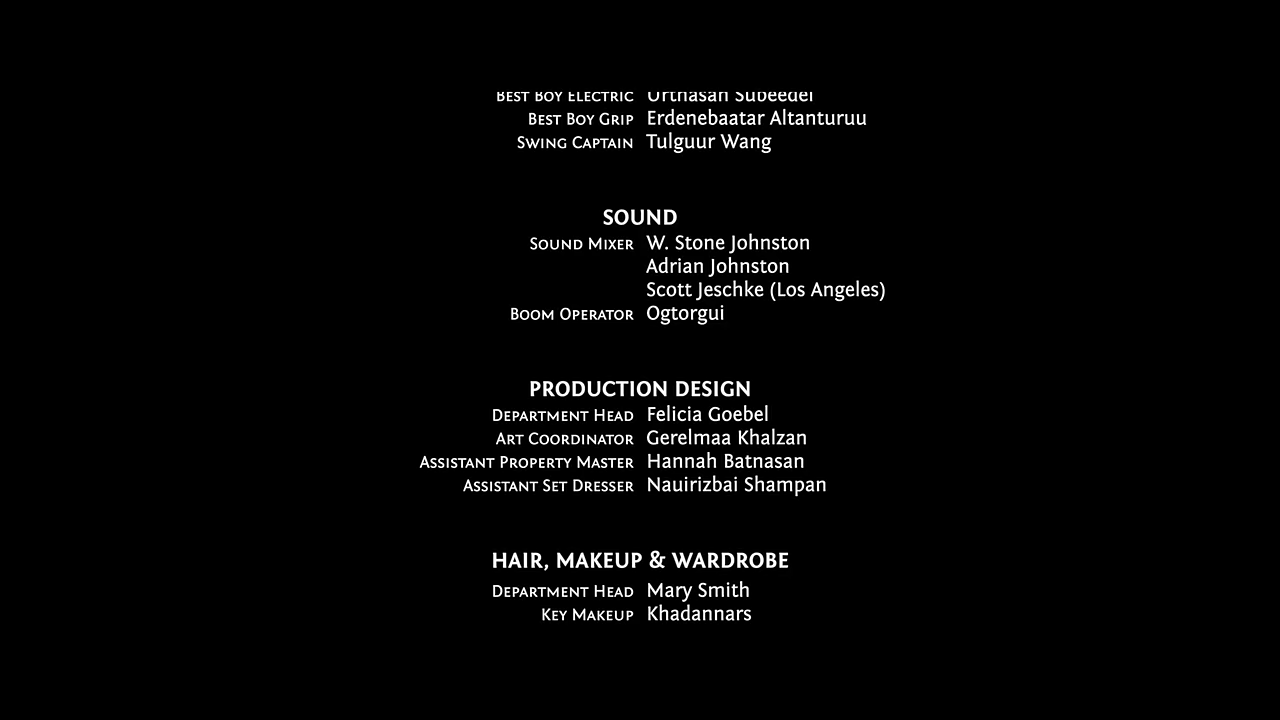 Best Boy Electric
Best Boy Grip Erdenebaatar Altanturuu
Swing Captain Tulguur Wang
SOUND
Sound Mixer W. Stone Johnston
Adrian Johnston
Scott Jeschke (Los Angeles)
Boom Operator Ogtorgui
PRODUCTION DESIGN
Department Head Felicia Goebel
Art Coordinator Gerelmaa Khalzan
Assistant Property Master Hannah Batnasan
Assistant Set Dresser Nauirizbai Shampan
HAIR, MAKEUP & WARDROBE
Department Head Mary Smith
Key Makeup Khadannars